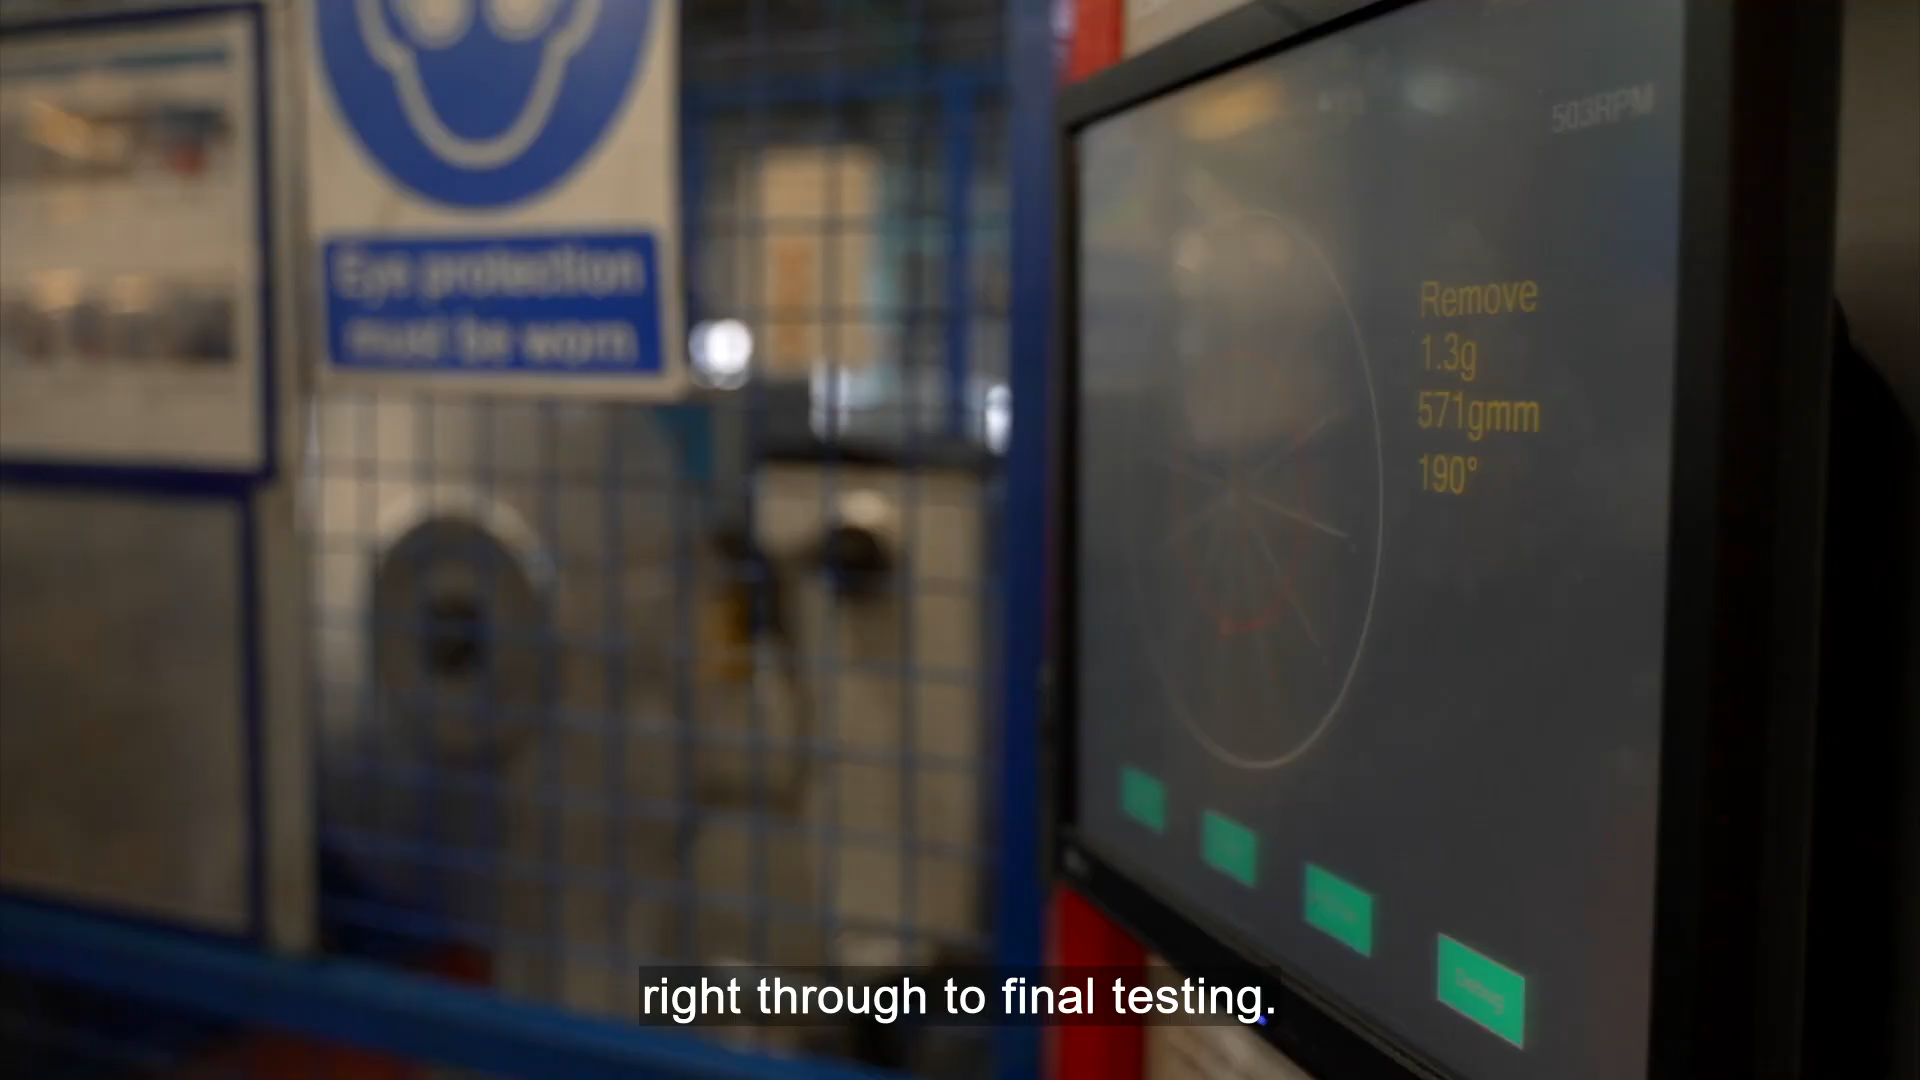 Eye protection
must be worn
503RPM
Remove
1.3g
571gmm
190°
right through to final testing.